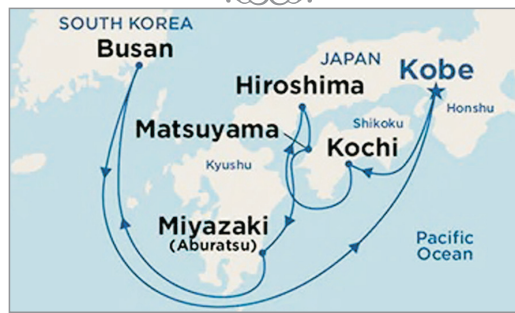 SOUTH KOREA
Busan
JAPAN
Kobe
Hiroshima
Honshu
Shikoku
Matsuyama
Kochi
Kyushu
Miyazaki
(Aburatsu)
Pacific
Ocean